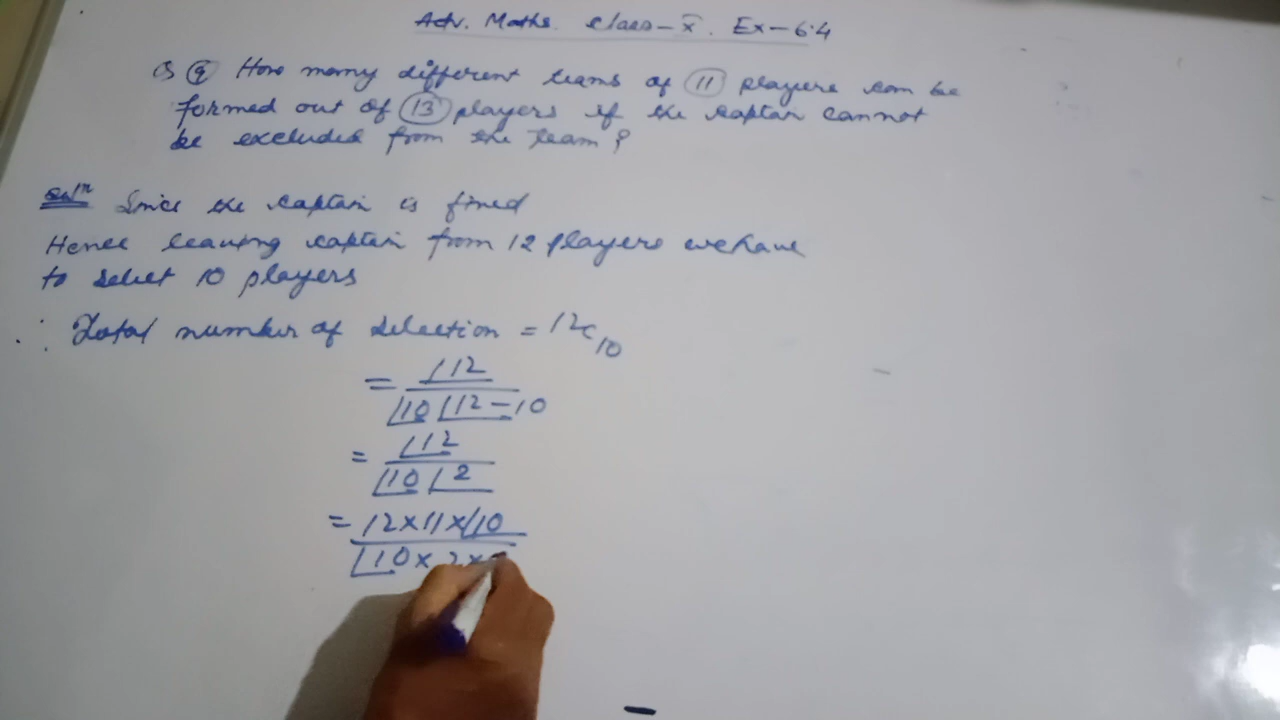 Adv. Maths. Class-X. Ex-6.4
Q 9 How many different teams of 11 players can be
formed out of 13 players if the captain cannot
be excluded from the team?
Solⁿ Since the captain is fixed
Hence leaving captain from 12 players we have
to select 10 players
∴ Total number of selection = 12c₁₀
= |12
|10 |12-10
= |12
|10 |2
= 12×11×|10
|10×2×